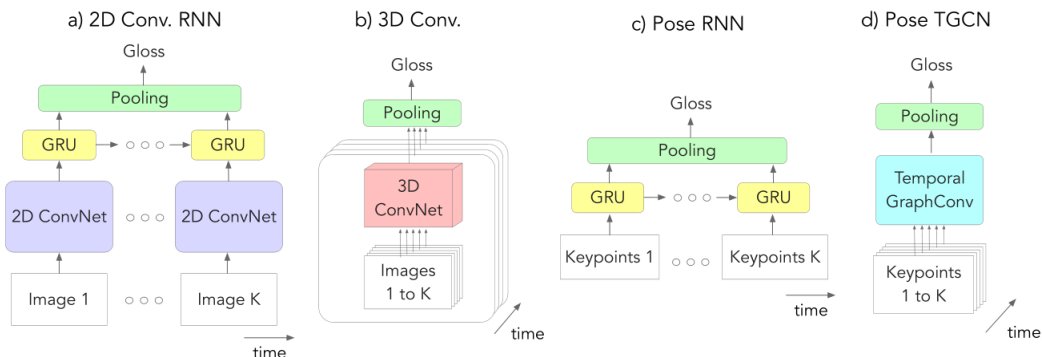 a) 2D Conv. RNN
Gloss
Pooling
GRU
GRU
2D ConvNet
2D ConvNet
Image 1
Image K
time
b) 3D Conv.
Gloss
Pooling
3D
ConvNet
Images
1 to K
time
c) Pose RNN
Gloss
Pooling
GRU
GRU
Keypoints 1
Keypoints K
time
d) Pose TGCN
Gloss
Pooling
Temporal
GraphConv
Keypoints
1 to K
time